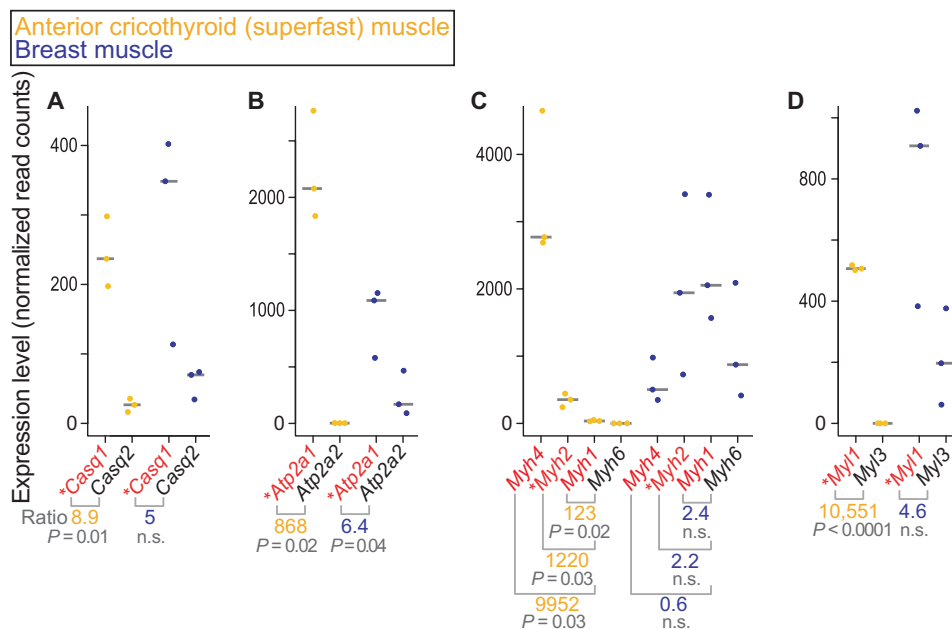 Anterior cricothyroid (superfast) muscle
Breast muscle
Expression level (normalized read counts)
A
400
200
0
*Casq1
Casq2
*Casq1
Casq2
Ratio 8.9 5
P = 0.01 n.s.
B
2000
1000
0
*Atp2a1
Atp2a2
*Atp2a1
Atp2a2
868 6.4
P = 0.02 P = 0.04
C
4000
2000
0
Myh4
*Myh2
Myh1
Myh6
Myh4
*Myh2
Myh1
Myh6
123 2.4
P = 0.02 n.s.
1220 2.2
P = 0.03 n.s.
9952 0.6
P = 0.03 n.s.
D
800
400
0
*Myl1
Myl3
*Myl1
Myl3
10,551 4.6
P < 0.0001 n.s.